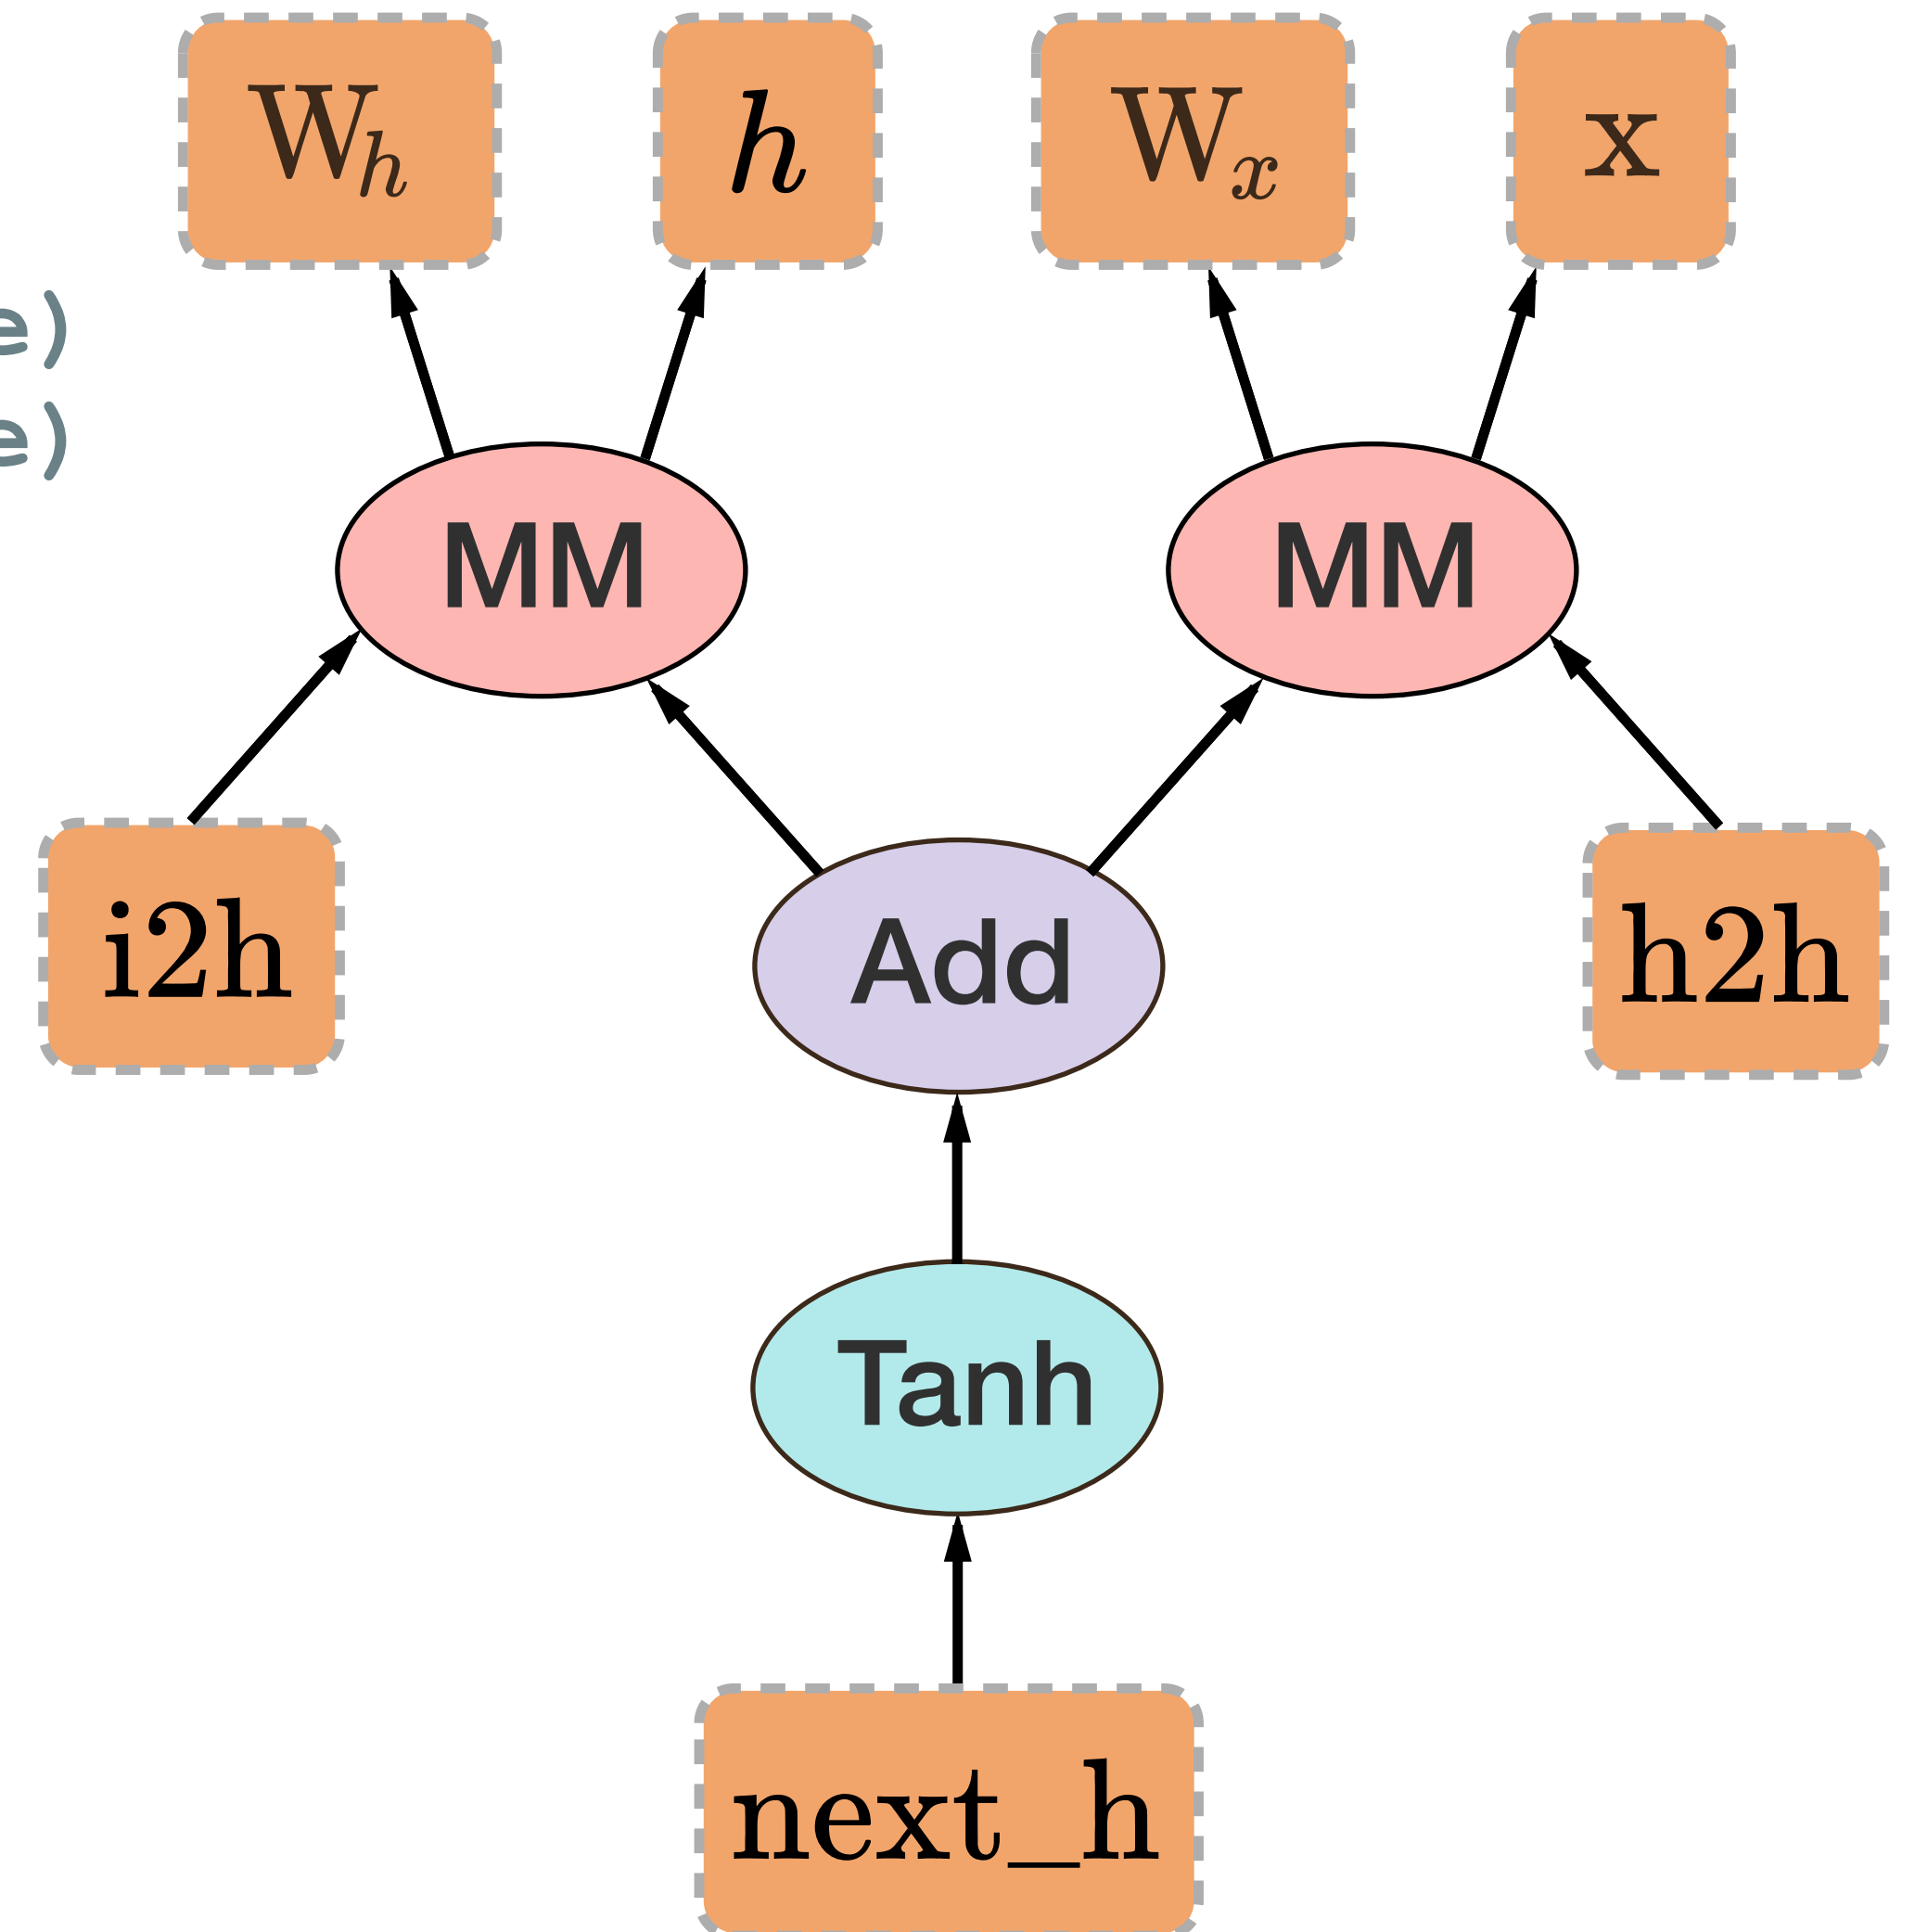 W_h h W_x x
e)
e)
MM MM
i2h Add h2h
Tanh
next_h